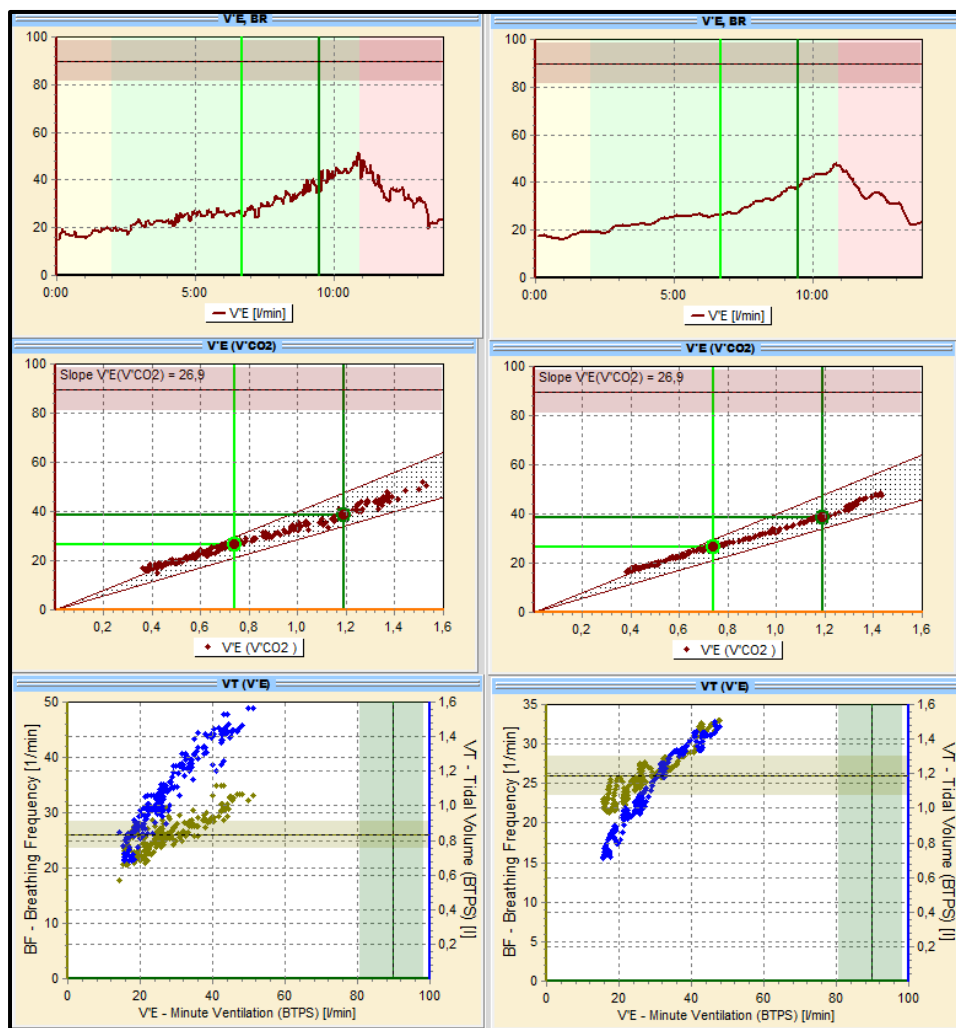 V'E, BR
100
80
60
40
20
0
0:00 5:00 10:00
V'E [l/min]
V'E, BR
100
80
60
40
20
0
0:00 5:00 10:00
V'E [l/min]
V'E (V'CO2)
Slope V'E(V'CO2) = 26,9
100
80
60
40
20
0
0,2 0,4 0,6 0,8 1,0 1,2 1,4 1,6
V'E (V'CO2 )
V'E (V'CO2)
Slope V'E(V'CO2) = 26,9
100
80
60
40
20
0
0,2 0,4 0,6 0,8 1,0 1,2 1,4 1,6
V'E (V'CO2 )
VT (V'E)
BF - Breathing Frequency [1/min]
50
40
30
20
10
0
0 20 40 60 80 100
V'E - Minute Ventilation (BTPS) [l/min]
1,6
1,4
1,2
1,0
0,8
0,6
0,4
0,2
VT - Tidal Volume (BTPS) [l]
VT (V'E)
BF - Breathing Frequency [1/min]
35
30
25
20
15
10
5
0
0 20 40 60 80 100
V'E - Minute Ventilation (BTPS) [l/min]
1,6
1,4
1,2
1,0
0,8
0,6
0,4
0,2
VT - Tidal Volume (BTPS) [l]